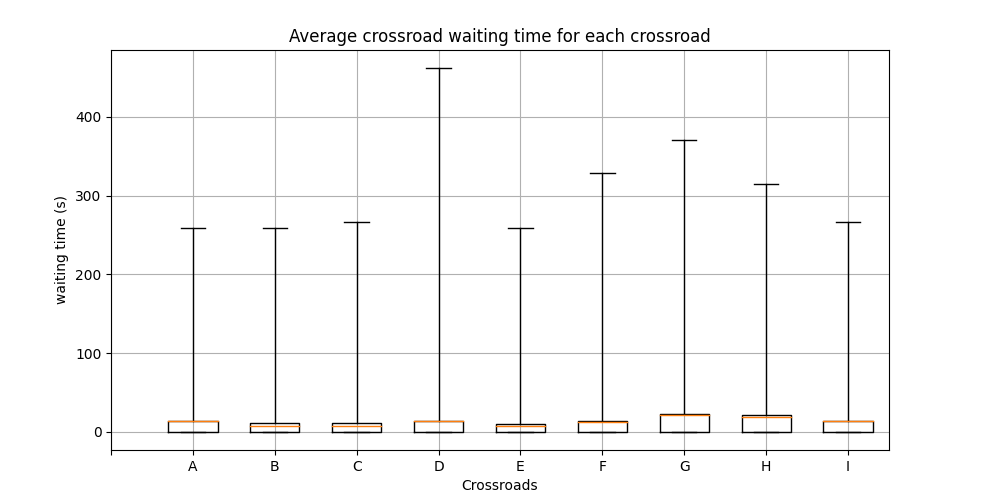 Average crossroad waiting time for each crossroad
waiting time (s)
400
300
200
100
0
A B C D E F G H I
Crossroads